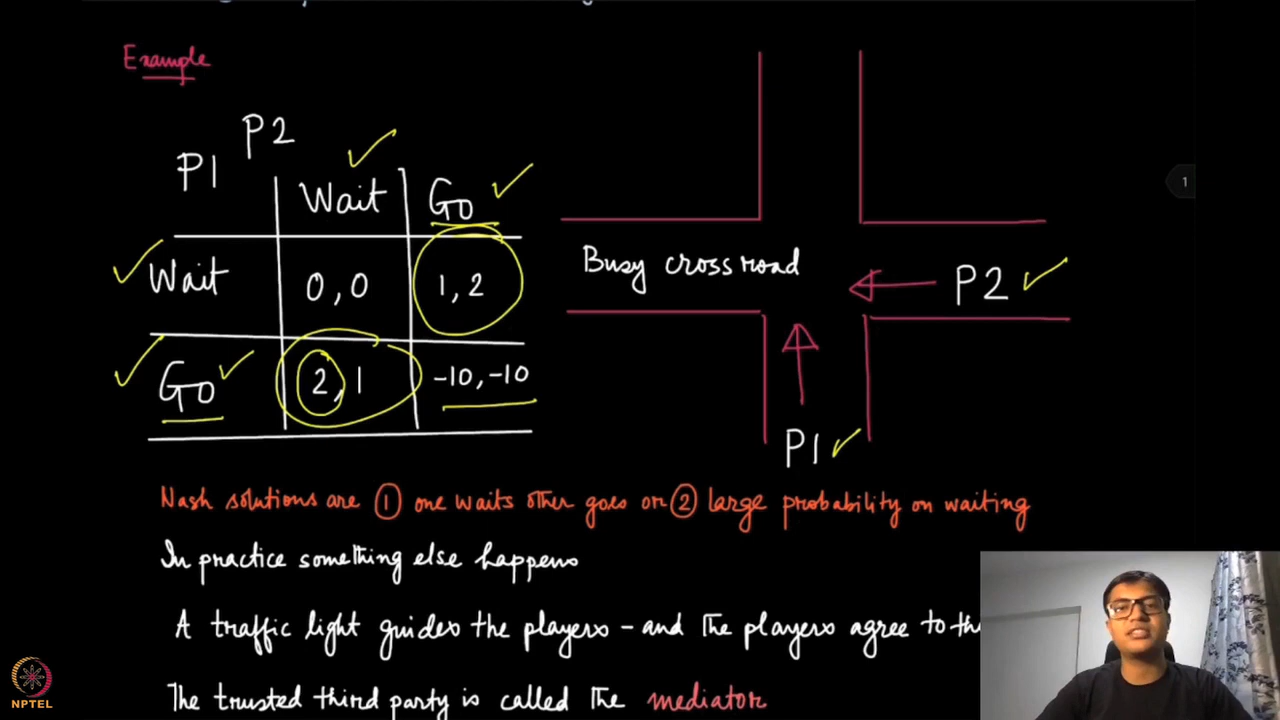 Example
P2
P1
Wait Go
Wait 0,0 1,2
Go 2,1 -10,-10
Busy cross road
P2
P1
1
Nash solutions are ① one waits other goes or ② large probability on waiting
In practice something else happens
A traffic light guides the players - and the players agree to
The trusted third party is called the mediator
NPTEL